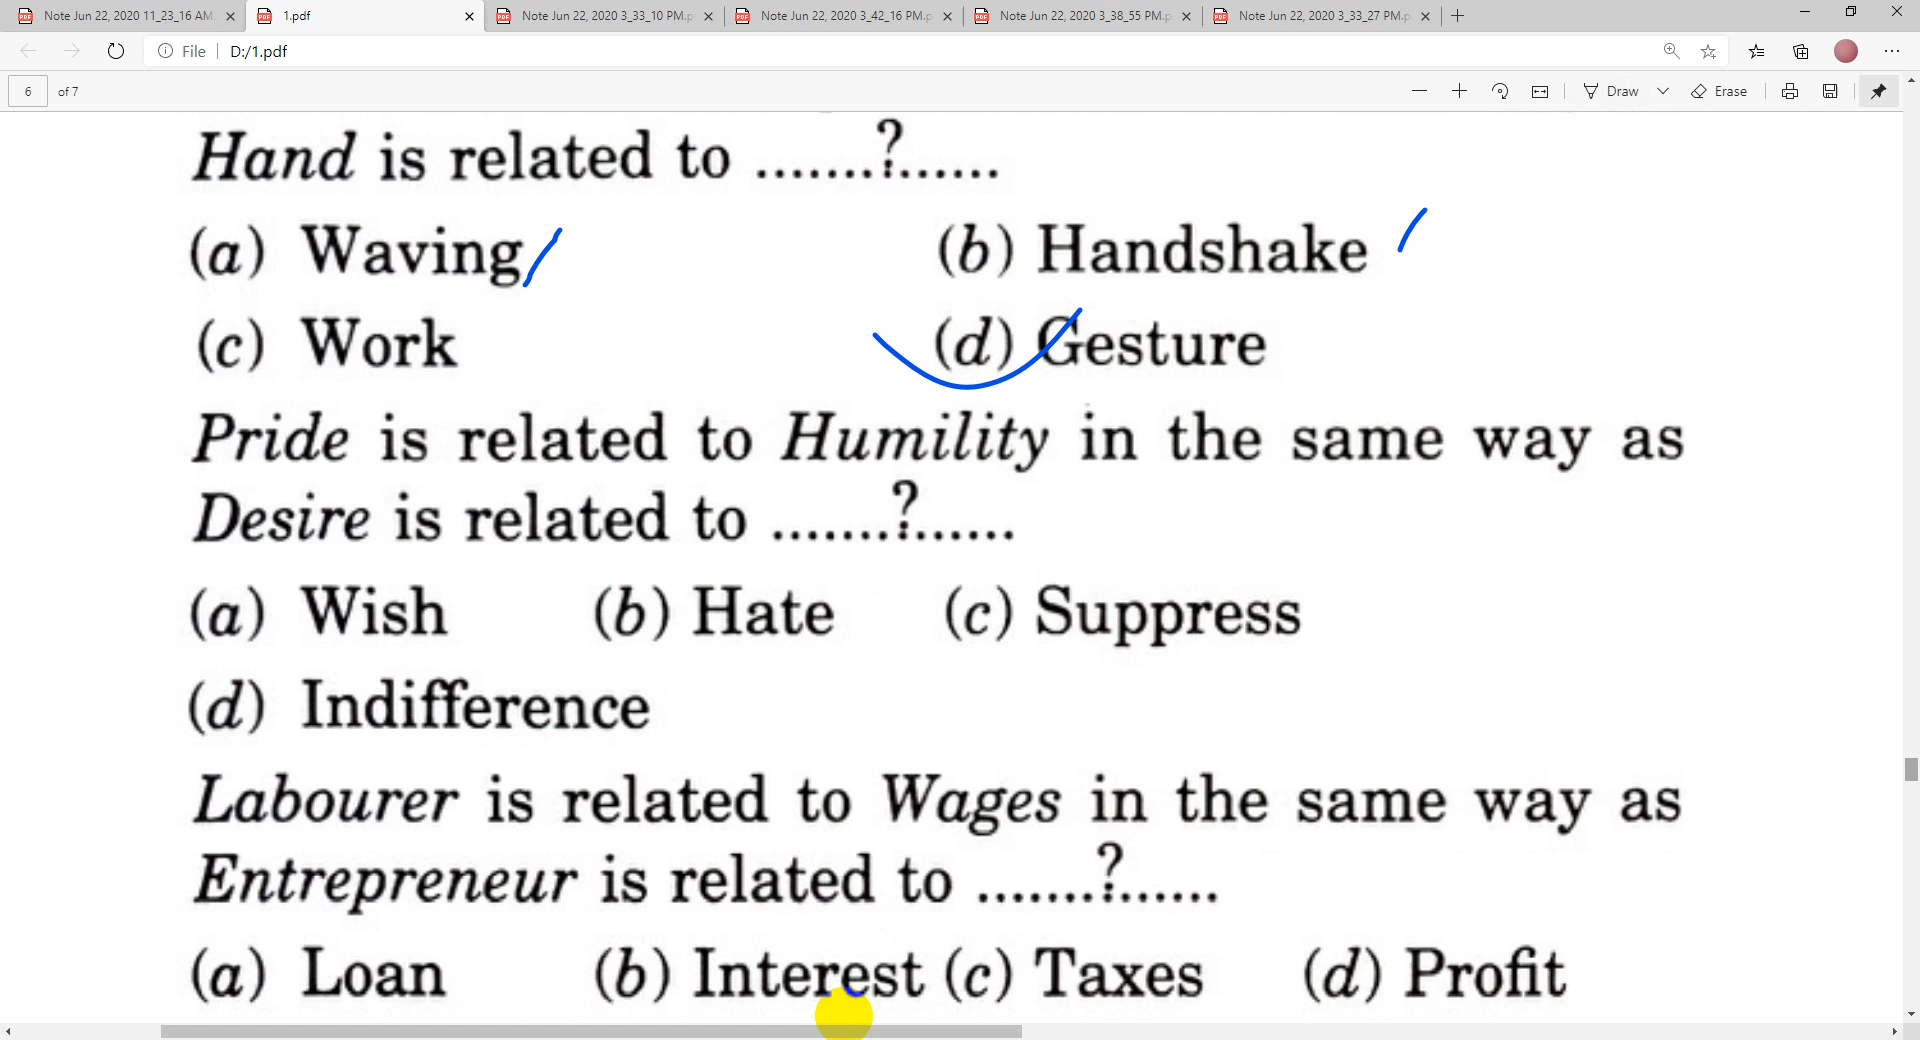 Note Jun 22, 2020 11_23_16 AM.
1.pdf
Note Jun 22, 2020 3_33_10 PM.p
Note Jun 22, 2020 3_42_16 PM.p
Note Jun 22, 2020 3_38_55 PM.p
Note Jun 22, 2020 3_33_27 PM.p
File D:/1.pdf
6 of 7
Draw Erase
Hand is related to .......?......
(a) Waving (b) Handshake
(c) Work (d) Gesture
Pride is related to Humility in the same way as
Desire is related to .......?......
(a) Wish (b) Hate (c) Suppress
(d) Indifference
Labourer is related to Wages in the same way as
Entrepreneur is related to .......?......
(a) Loan (b) Interest (c) Taxes (d) Profit